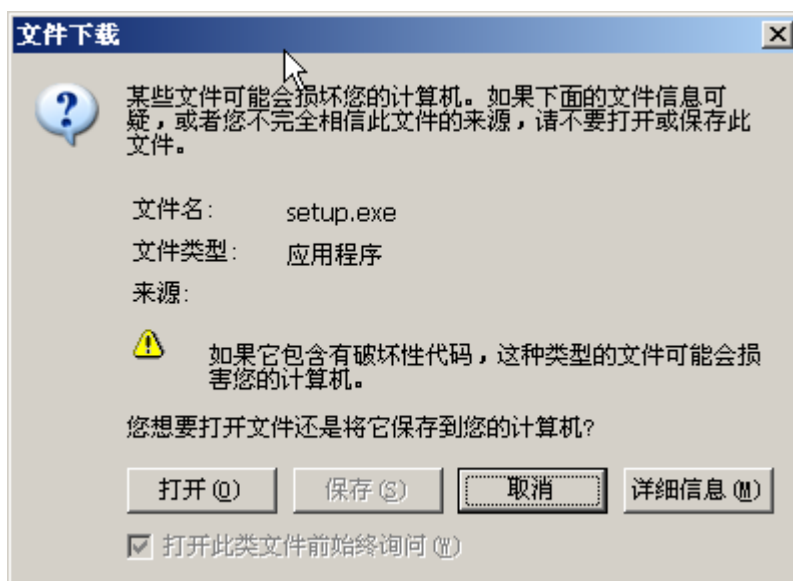 文件下载
某些文件可能会损坏您的计算机。如果下面的文件信息可
疑，或者您不完全相信此文件的来源，请不要打开或保存此
文件。
文件名: setup.exe
文件类型: 应用程序
来源:
如果它包含有破坏性代码，这种类型的文件可能会损
害您的计算机。
您想要打开文件还是将它保存到您的计算机?
打开(O) 保存(S) 取消 详细信息(M)
打开此类文件前始终询问(W)